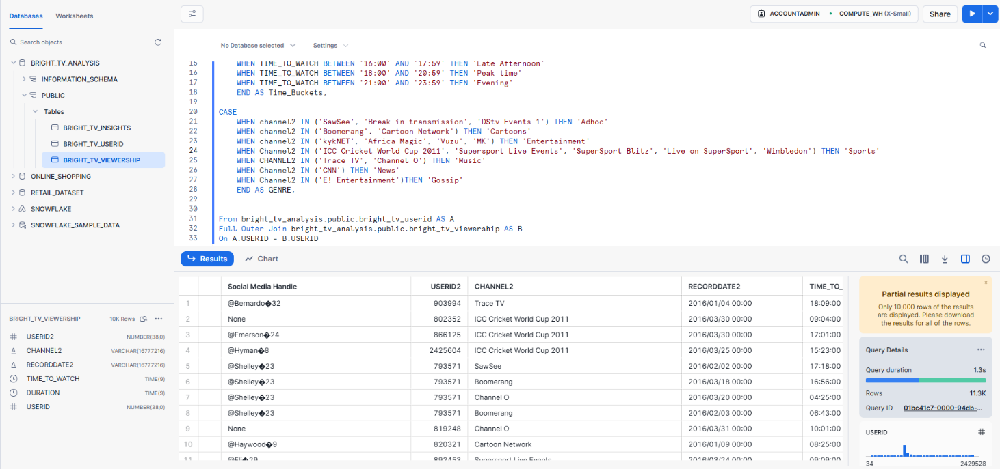 Databases Worksheets
Search objects
BRIGHT_TV_ANALYSIS
INFORMATION_SCHEMA
PUBLIC
Tables
BRIGHT_TV_INSIGHTS
BRIGHT_TV_USERID
BRIGHT_TV_VIEWERSHIP
ONLINE_SHOPPING
RETAIL_DATASET
SNOWFLAKE
SNOWFLAKE_SAMPLE_DATA
BRIGHT_TV_VIEWERSHIP 10K Rows
USERID2 NUMBER(38,0)
CHANNEL2 VARCHAR(16777216)
RECORDDATE2 VARCHAR(16777216)
TIME_TO_WATCH TIME(9)
DURATION TIME(9)
USERID NUMBER(38,0)
ACCOUNTADMIN • COMPUTE_WH (X-Small) Share
No Database selected Settings
15 WHEN TIME_TO_WATCH BETWEEN '16:00' AND '17:59' THEN 'Late Afternoon'
16 WHEN TIME_TO_WATCH BETWEEN '18:00' AND '20:59' THEN 'Peak time'
17 WHEN TIME_TO_WATCH BETWEEN '21:00' AND '23:59' THEN 'Evening'
18 END AS Time_Buckets,
19
20 CASE
21 WHEN channel2 IN ('SawSee', 'Break in transmission', 'DStv Events 1') THEN 'Adhoc'
22 WHEN channel2 IN ('Boomerang', 'Cartoon Network') THEN 'Cartoons'
23 WHEN channel2 IN ('kykNET', 'Africa Magic', 'Vuzu', 'MK') THEN 'Entertainment'
24 WHEN Channel2 IN ('ICC Cricket World Cup 2011', 'Supersport Live Events', 'SuperSport Blitz', 'Live on SuperSport', 'Wimbledon') THEN 'Sports'
25 WHEN CHANNEL2 IN ('Trace TV', 'Channel O') THEN 'Music'
26 WHEN Channel2 IN ('CNN') THEN 'News'
27 WHEN Channel2 IN ('E! Entertainment')THEN 'Gossip'
28 END AS GENRE,
29
30
31 From bright_tv_analysis.public.bright_tv_userid AS A
32 Full Outer Join bright_tv_analysis.public.bright_tv_viewership AS B
33 On A.USERID = B.USERID
Results Chart
Social Media Handle USERID2 CHANNEL2 RECORDDATE2 TIME_TO_
1 @Bernardo�32 903994 Trace TV 2016/01/04 00:00 18:09:00
2 None 802352 ICC Cricket World Cup 2011 2016/03/30 00:00 09:04:00
3 @Emerson�24 866125 ICC Cricket World Cup 2011 2016/03/30 00:00 17:01:00
4 @Hyman�8 2425604 ICC Cricket World Cup 2011 2016/03/25 00:00 15:23:00
5 @Shelley�23 793571 SawSee 2016/02/02 00:00 17:18:00
6 @Shelley�23 793571 Boomerang 2016/03/18 00:00 16:56:00
7 @Shelley�23 793571 Channel O 2016/03/20 00:00 04:25:00
8 @Shelley�23 793571 Boomerang 2016/02/03 00:00 06:43:00
9 None 819248 Channel O 2016/03/31 00:00 10:01:00
10 @Haywood�9 820321 Cartoon Network 2016/01/09 00:00 08:25:00
11 @Eli�29 892453 Supersport Live Events 2016/03/24 00:00 09:09:00
Partial results displayed
Only 10,000 rows of the results
are displayed. Please download
the results for all of the rows.
Query Details
Query duration 1.3s
Rows 11.3K
Query ID 01bc41c7-0000-94db-...
USERID
34 2429528